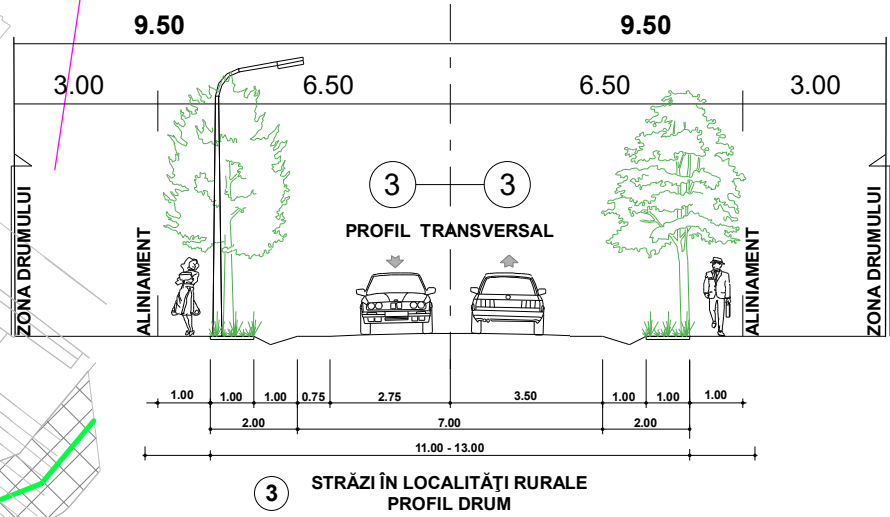 9.50 9.50
3.00 6.50 6.50 3.00
3 3
PROFIL TRANSVERSAL
ZONA DRUMULUI
ALINIAMENT
ALINIAMENT
ZONA DRUMULUI
1.00 1.00 1.00 0.75 2.75 3.50 1.00 1.00 1.00
2.00 7.00 2.00
11.00 - 13.00
3 STRĂZI ÎN LOCALITĂŢI RURALE
PROFIL DRUM